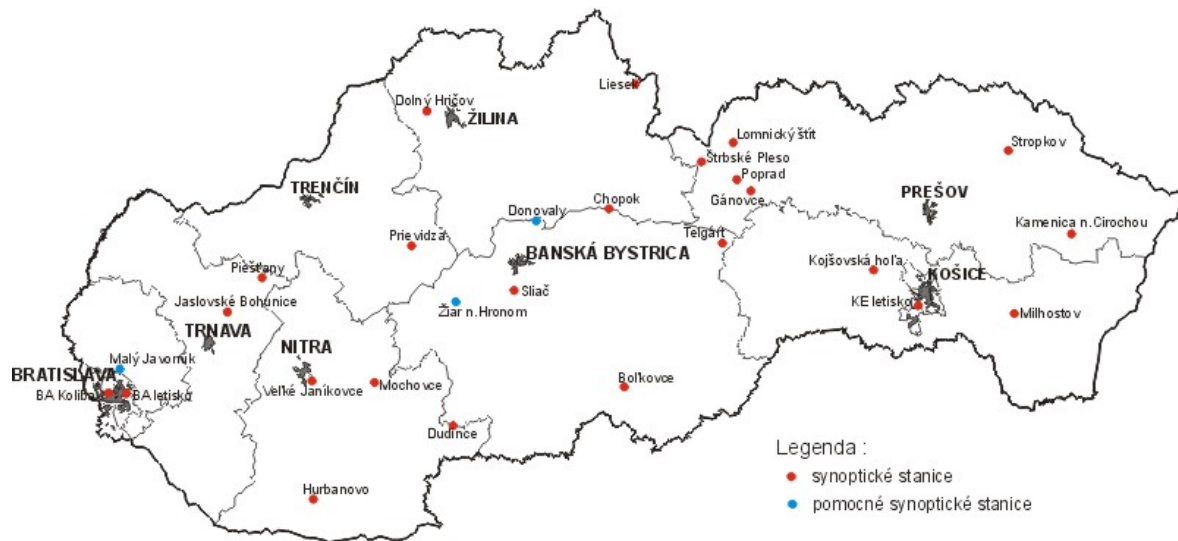 Liesek
Dolný Hričov
ŽILINA
Lomnický štít
Stropkov
Štrbské Pleso
Poprad
TRENČÍN
Gánovce
PREŠOV
Chopok
Donovaly
Kamenica n.Cirochou
Telgárt
Prievidza
BANSKÁ BYSTRICA
Kojšovská hoľa
Piešťany
KOŠICE
Sliač
Jaslovské Bohunice
Žiar n.Hronom
KE letisko
Milhostov
TRNAVA
NITRA
Malý Javorník
BRATISLAVA
Veľké Janíkovce
Mochovce
Boľkovce
BA Koliba
BA letisko
Dudince
Legenda :
synoptické stanice
Hurbanovo
pomocné synoptické stanice